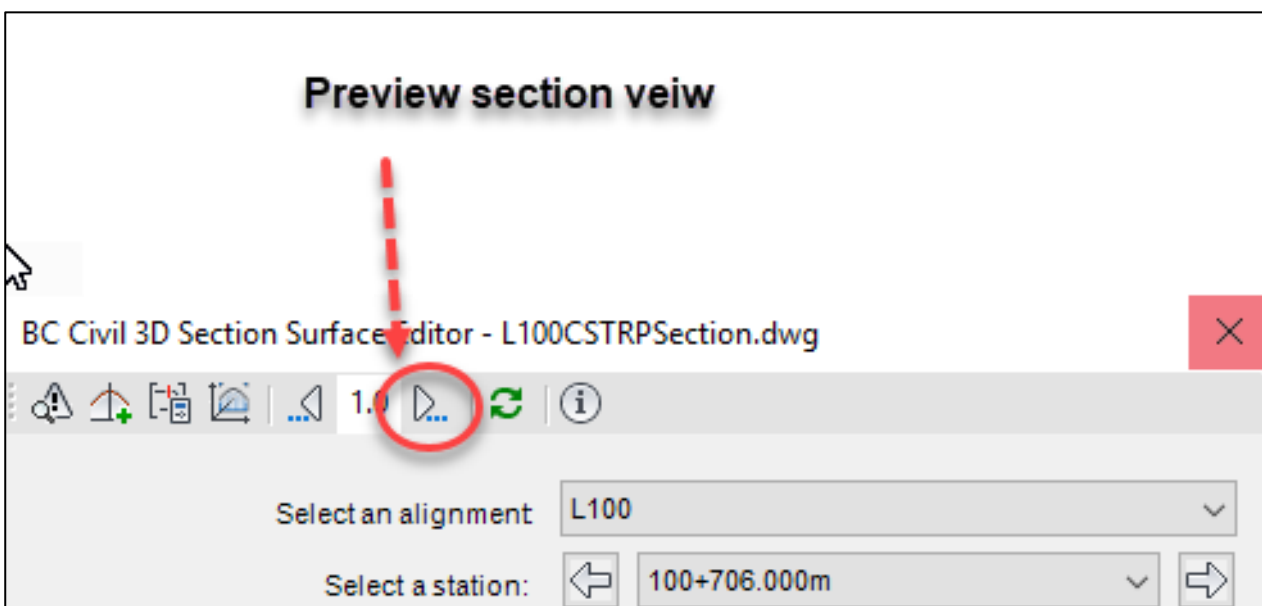 Preview section veiw
BC Civil 3D Section Surface Editor - L100CSTRPSection.dwg
1.0
Select an alignment
L100
Select a station:
100+706.000m